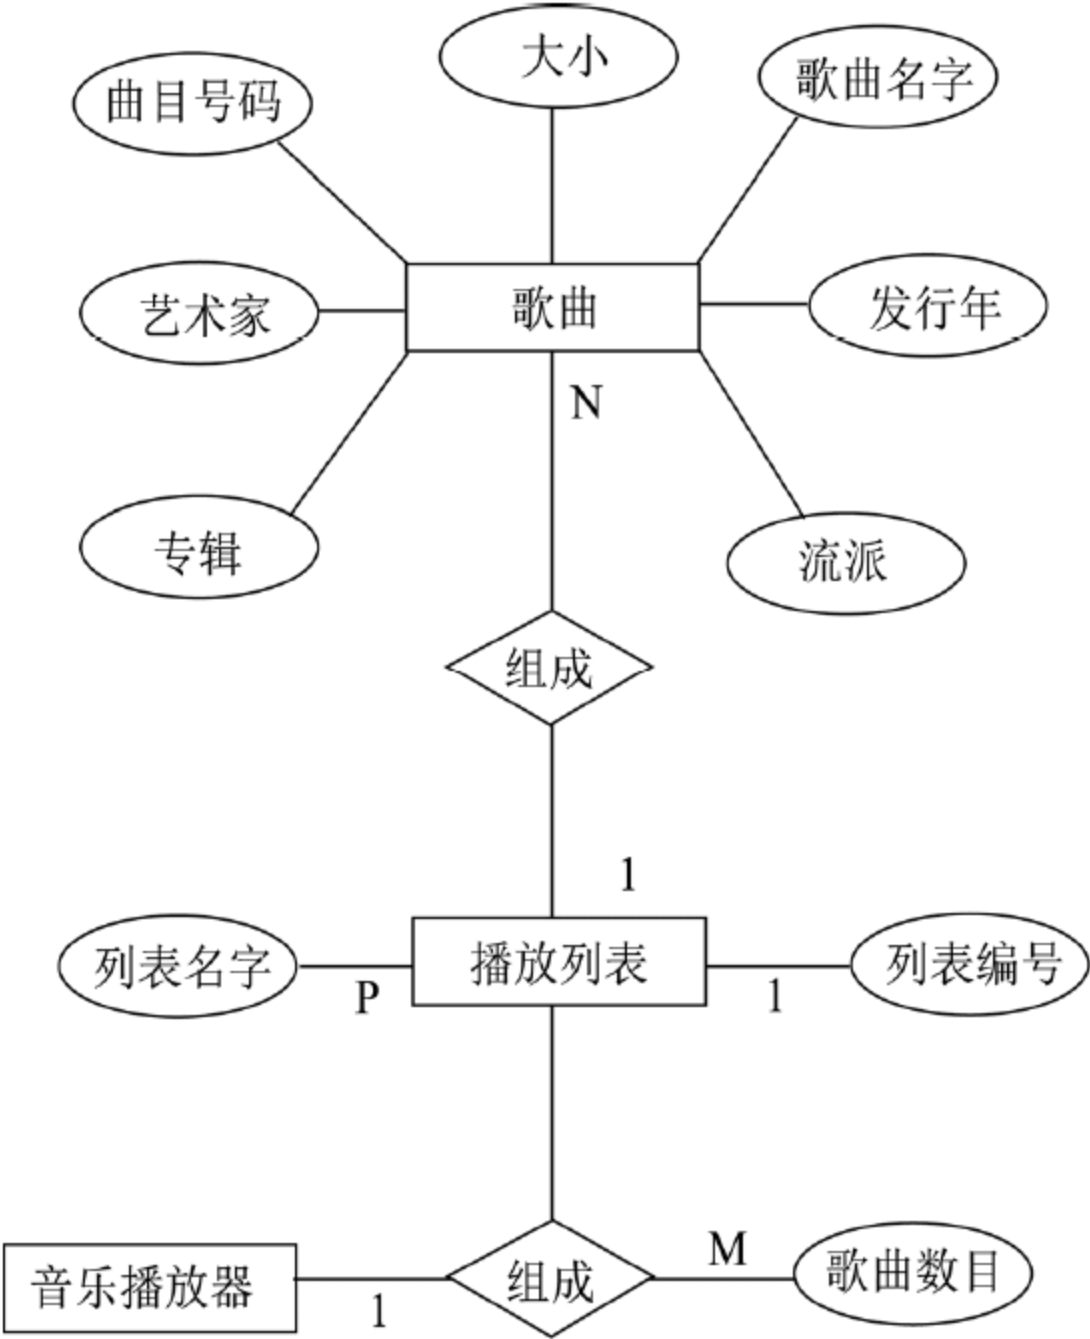 大小
歌曲名字
曲目号码
艺术家
歌曲
发行年
N
专辑
流派
组成
1
列表名字
播放列表
列表编号
P
1
M
音乐播放器
组成
歌曲数目
1